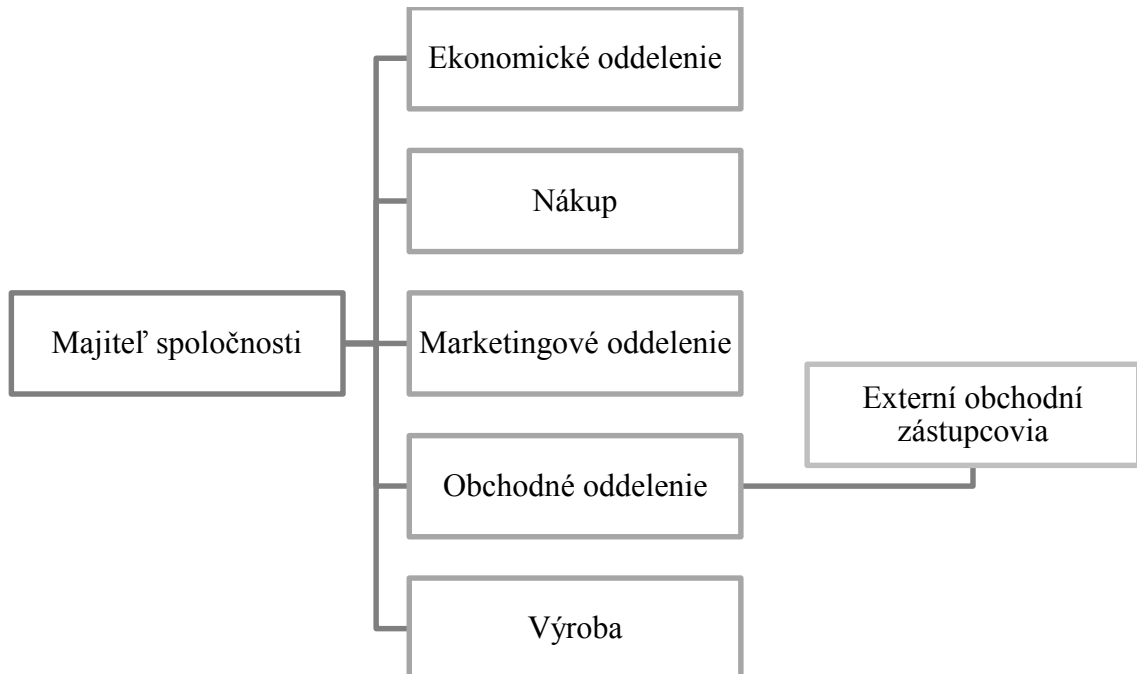 Ekonomické oddelenie
Nákup
Majiteľ spoločnosti
Marketingové oddelenie
Externí obchodní
zástupcovia
Obchodné oddelenie
Výroba